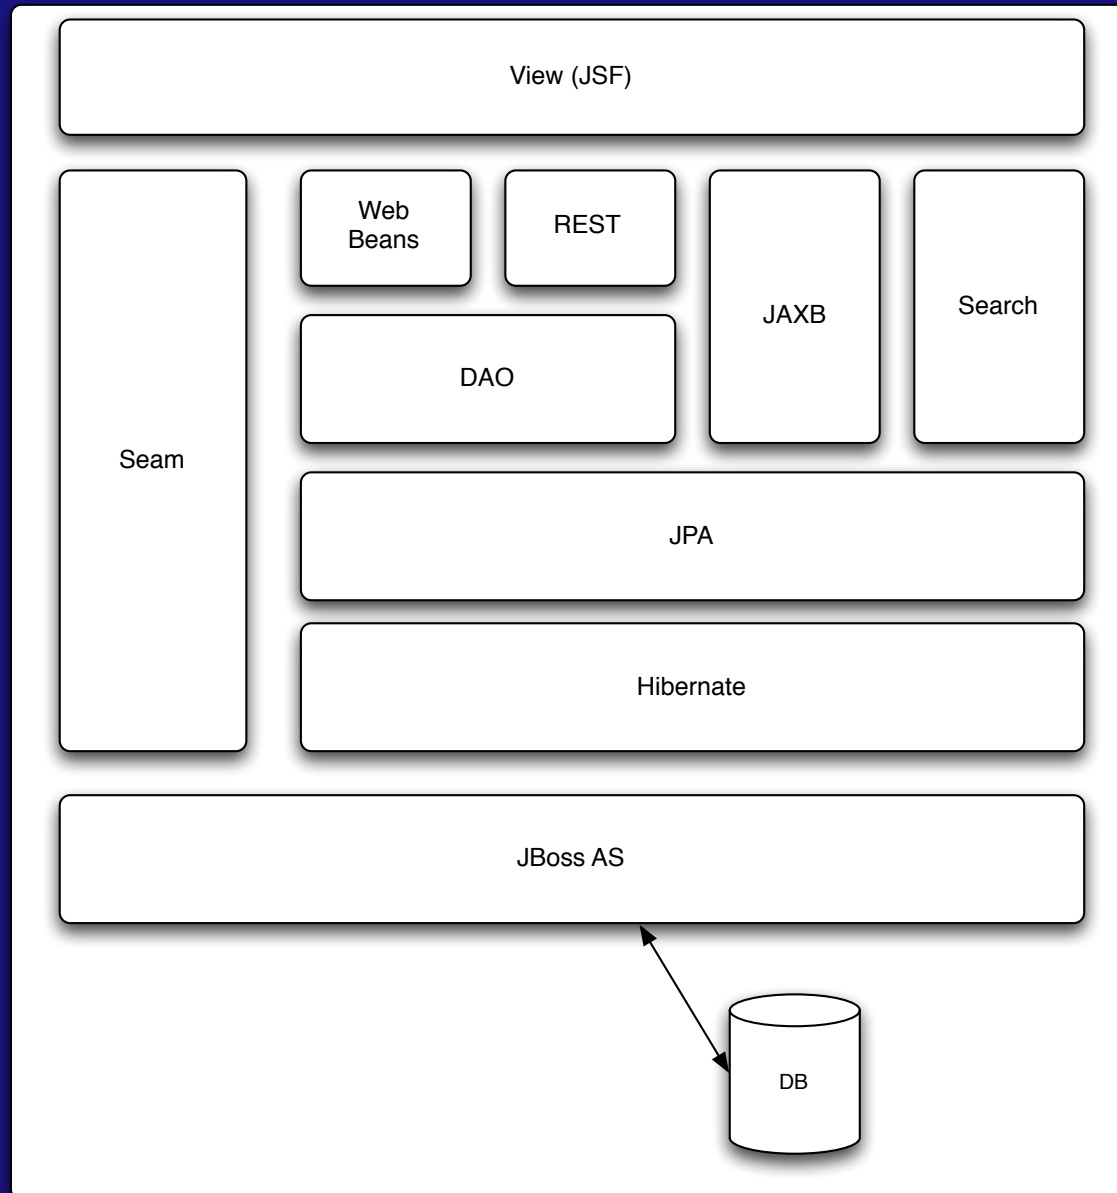 View (JSF)
Web
Beans
REST
JAXB
Search
DAO
Seam
JPA
Hibernate
JBoss AS
DB